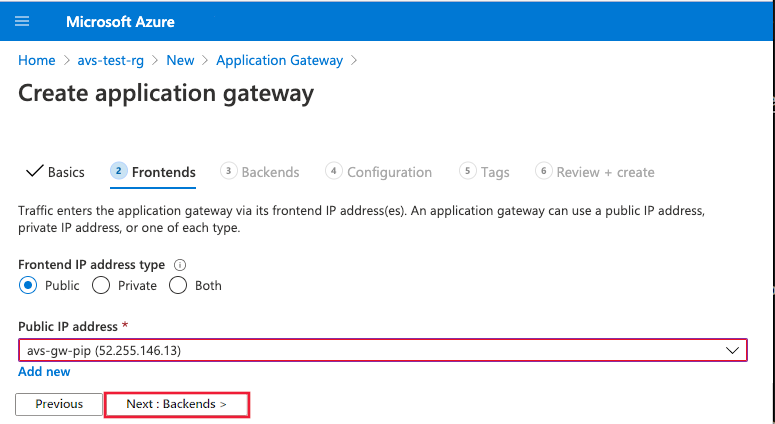 Microsoft Azure
Home > avs-test-rg > New > Application Gateway >
Create application gateway
Basics 2 Frontends 3 Backends 4 Configuration 5 Tags 6 Review + create
Traffic enters the application gateway via its frontend IP address(es). An application gateway can use a public IP address,
private IP address, or one of each type.
Frontend IP address type
Public Private Both
Public IP address *
avs-gw-pip (52.255.146.13)
Add new
Previous Next : Backends >